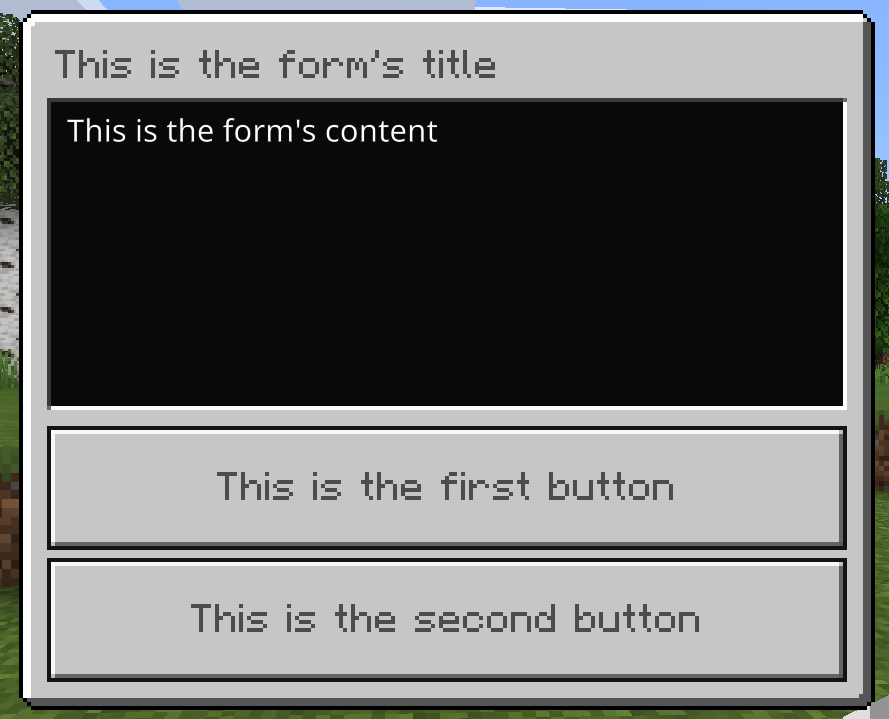 This is the form's title
This is the form's content
This is the first button
This is the second button